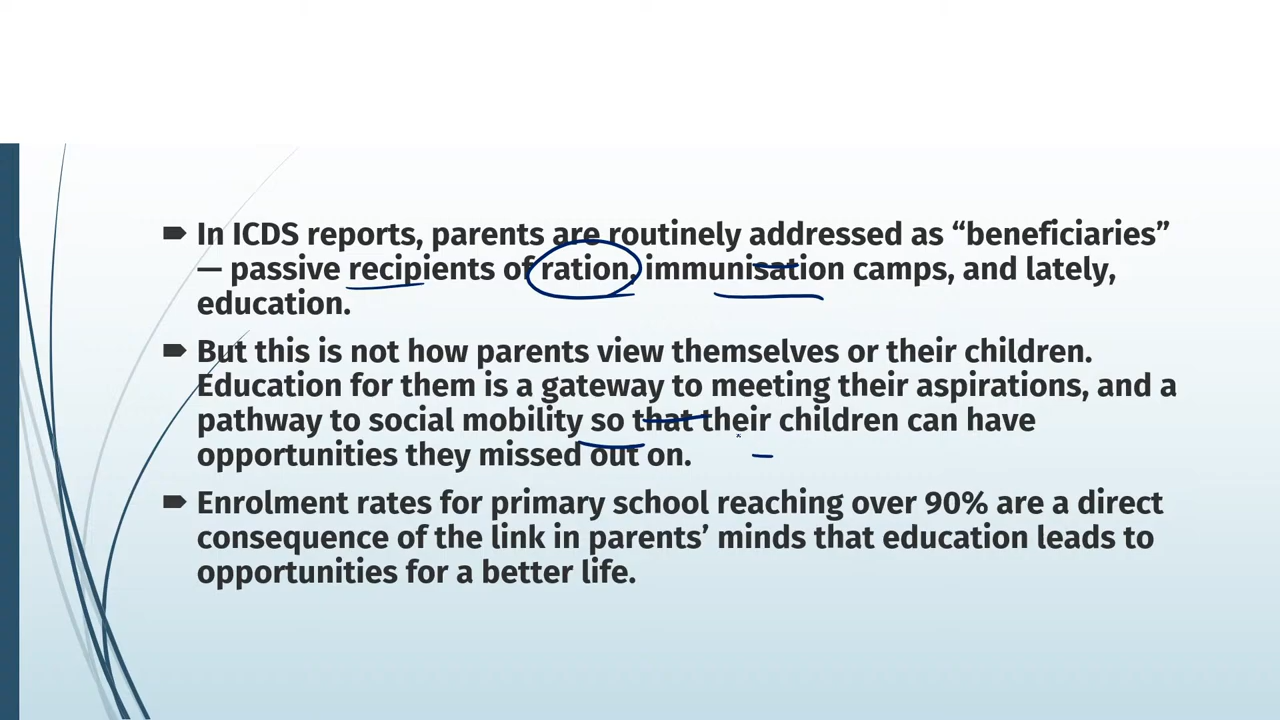 In ICDS reports, parents are routinely addressed as “beneficiaries”
— passive recipients of ration, immunisation camps, and lately,
education.
But this is not how parents view themselves or their children.
Education for them is a gateway to meeting their aspirations, and a
pathway to social mobility so that their children can have
opportunities they missed out on.
Enrolment rates for primary school reaching over 90% are a direct
consequence of the link in parents’ minds that education leads to
opportunities for a better life.